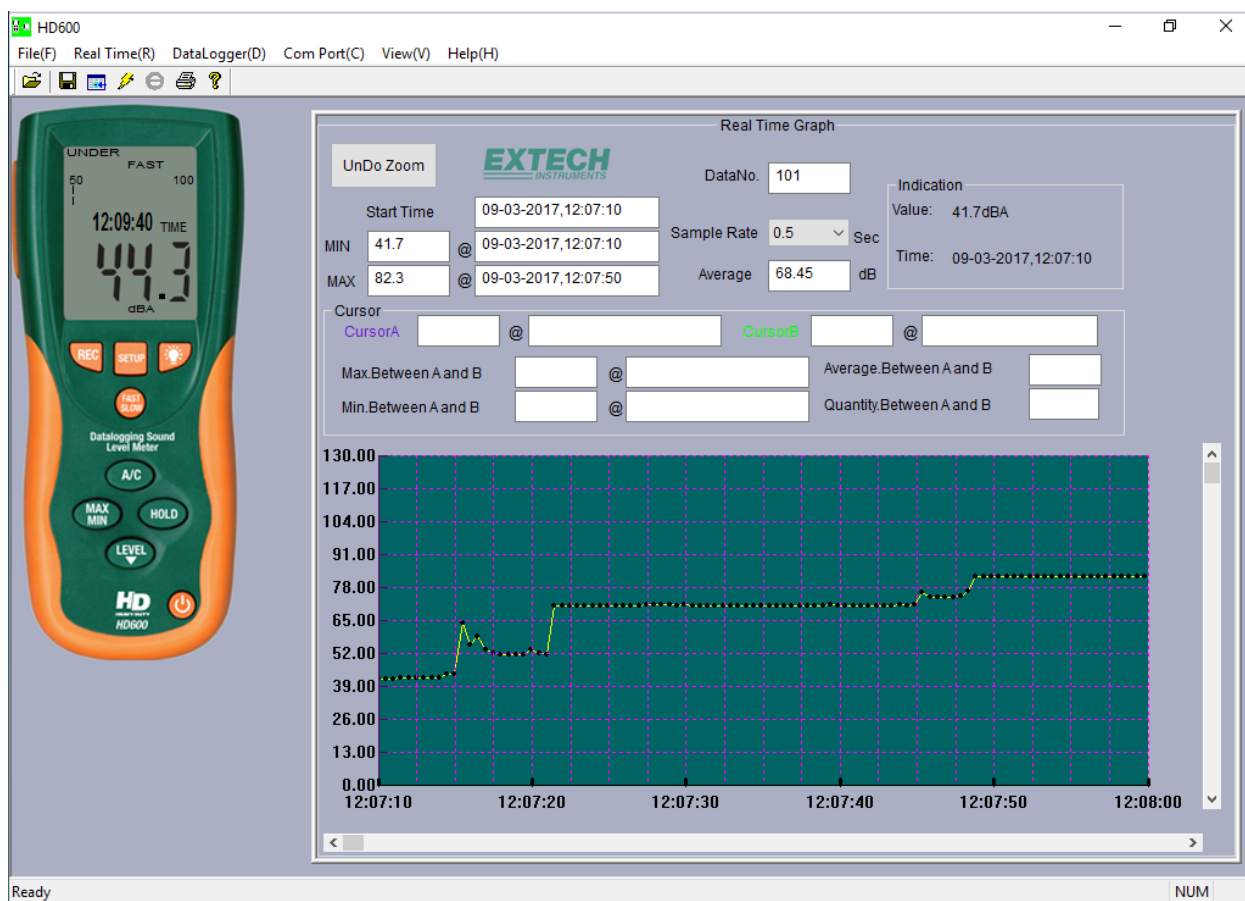 HD600
File(F) Real Time(R) DataLogger(D) Com Port(C) View(V) Help(H)
UNDER
FAST
50 100
12:09:40 TIME
44.3
dBA
REC SETUP
FAST
SLOW
Datalogging Sound
Level Meter
A/C
MAX
MIN
HOLD
LEVEL
HD
HEAVY DUTY
HD600
Real Time Graph
UnDo Zoom
EXTECH
INSTRUMENTS
DataNo. 101
Start Time 09-03-2017,12:07:10
MIN 41.7 @ 09-03-2017,12:07:10
MAX 82.3 @ 09-03-2017,12:07:50
Sample Rate 0.5 Sec
Average 68.45 dB
Indication
Value: 41.7dBA
Time: 09-03-2017,12:07:10
Cursor
CursorA @ CursorB @
Max.Between A and B @ Average.Between A and B
Min.Between A and B @ Quantity.Between A and B
130.00
117.00
104.00
91.00
78.00
65.00
52.00
39.00
26.00
13.00
0.00
12:07:10 12:07:20 12:07:30 12:07:40 12:07:50 12:08:00
Ready NUM